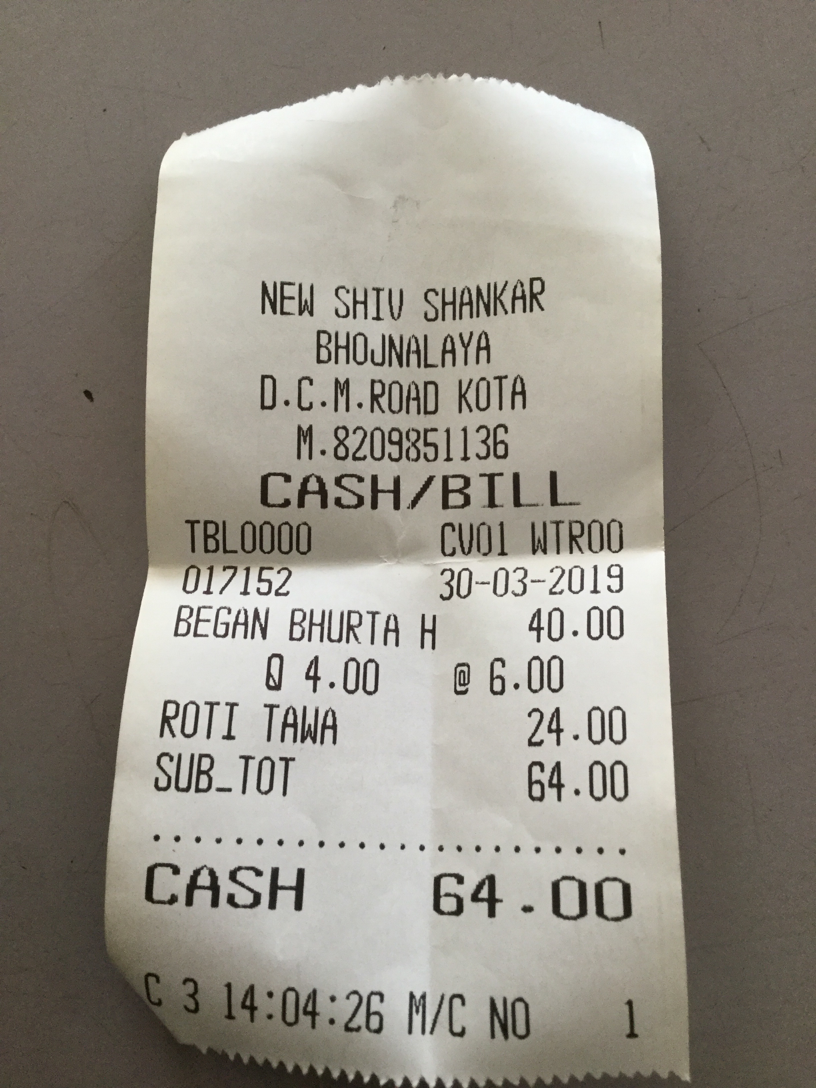 NEW SHIV SHANKAR
BHOJNALAYA
D.C.M.ROAD KOTA
M.8209851136
CASH/BILL
TBL0000 CV01 WTR00
017152 30-03-2019
BEGAN BHURTA H 40.00
Q 4.00 @ 6.00
ROTI TAWA 24.00
SUB_TOT 64.00
..........................
CASH 64.00
C 3 14:04:26 M/C NO 1